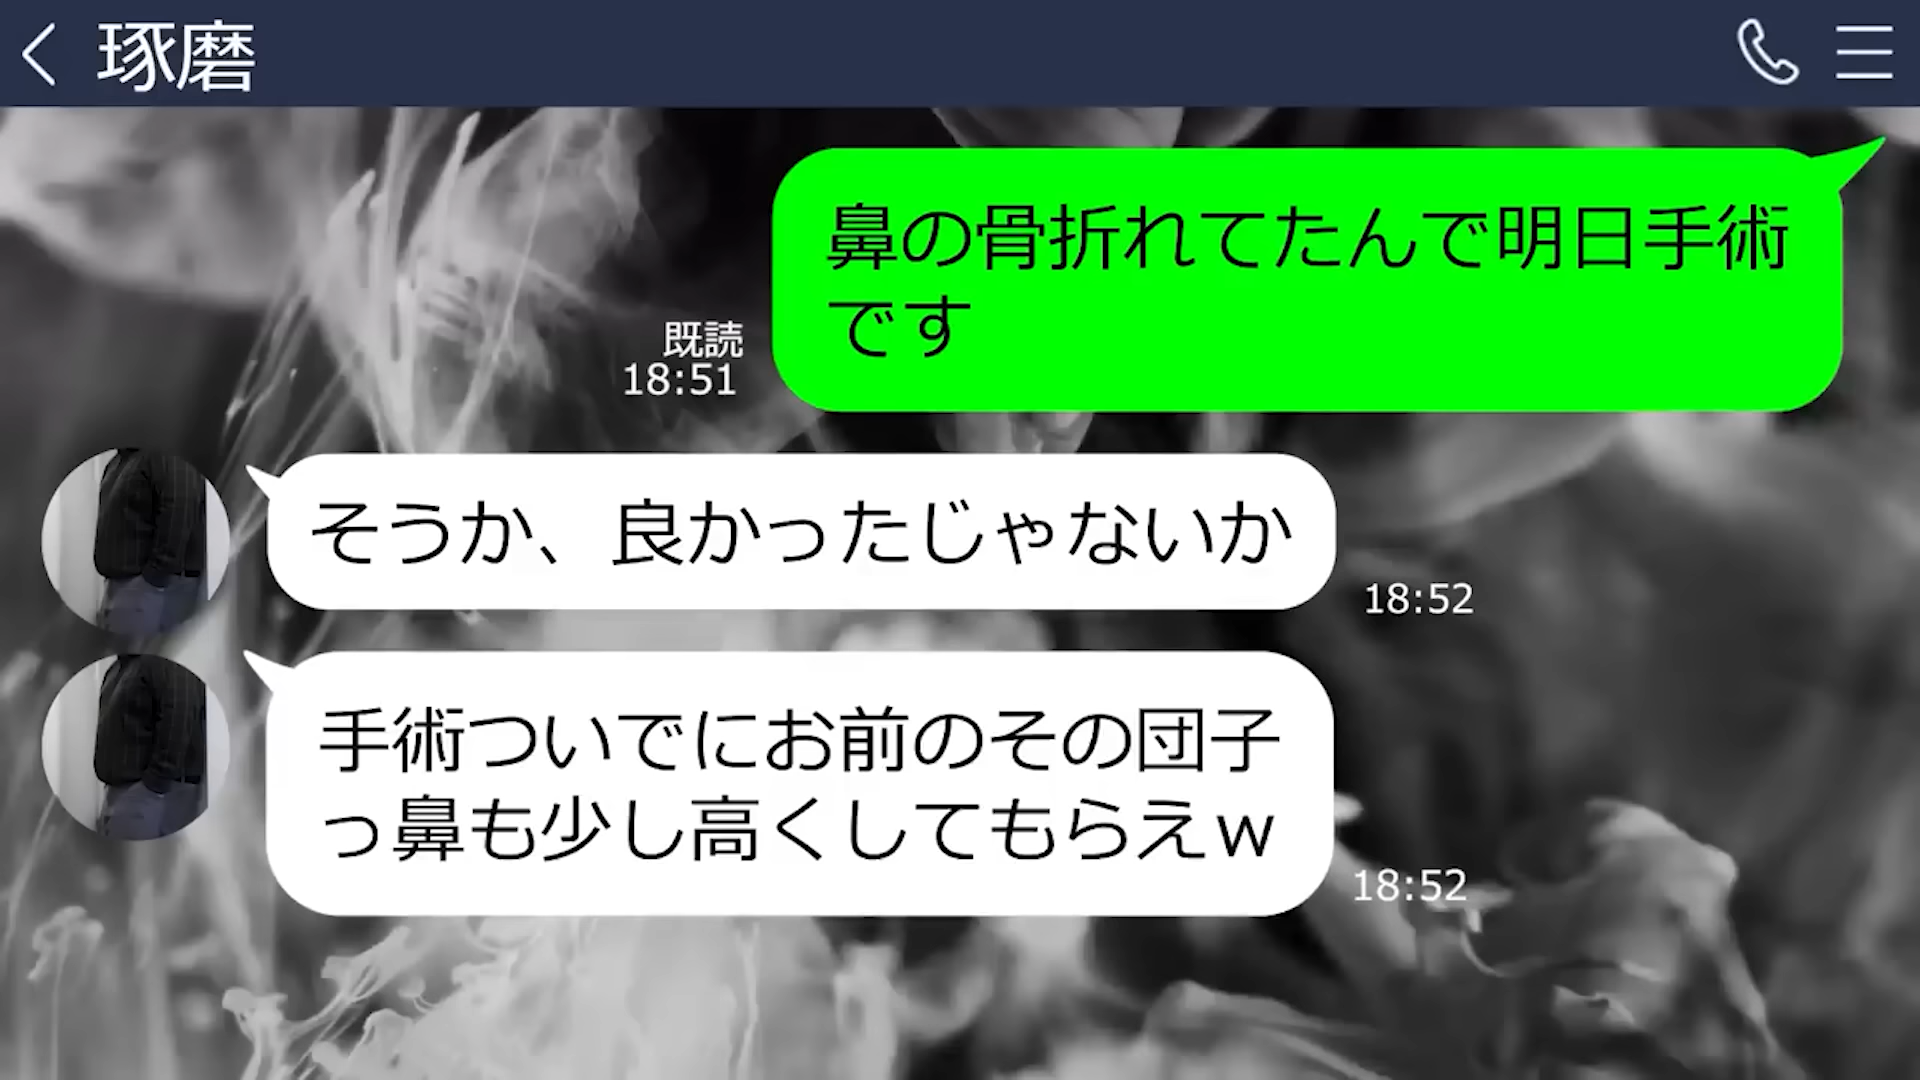 琢磨
鼻の骨折れてたんで明日手術
です
既読
18:51
そうか、良かったじゃないか
18:52
手術ついでにお前のその団子
っ鼻も少し高くしてもらえw
18:52